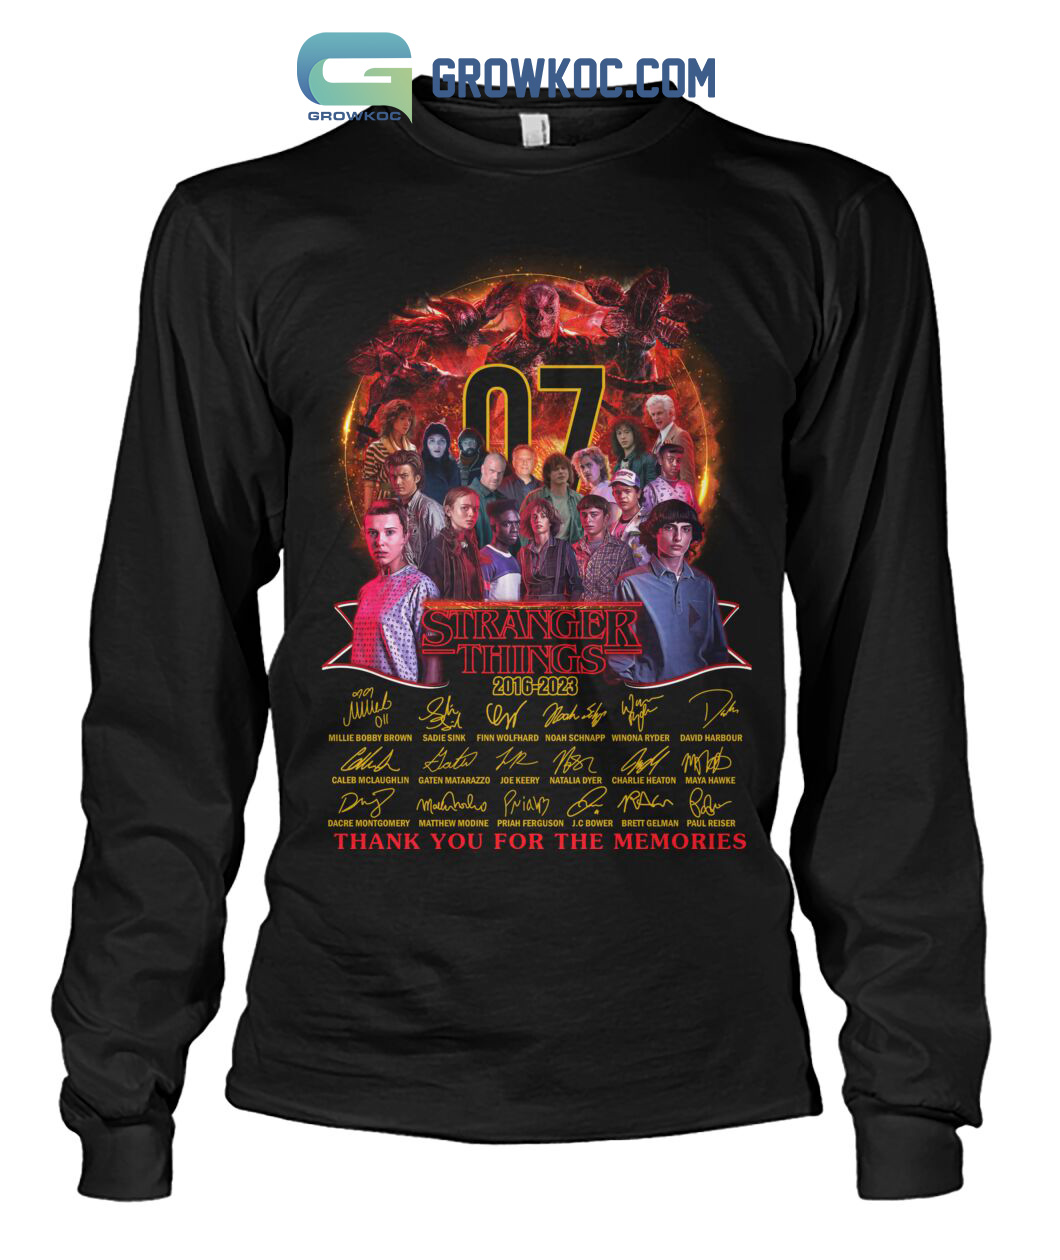 GROWKOC.COM
GROWKOC
07
STRANGER
THINGS
2016-2023
011
MILLIE BOBBY BROWN SADIE SINK FINN WOLFHARD NOAH SCHNAPP WINONA RYDER DAVID HARBOUR
CALEB MCLAUGHLIN GATEN MATARAZZO JOE KEERY NATALIA DYER CHARLIE HEATON MAYA HAWKE
DACRE MONTGOMERY MATTHEW MODINE PRIAH FERGUSON J.C BOWER BRETT GELMAN PAUL REISER
THANK YOU FOR THE MEMORIES